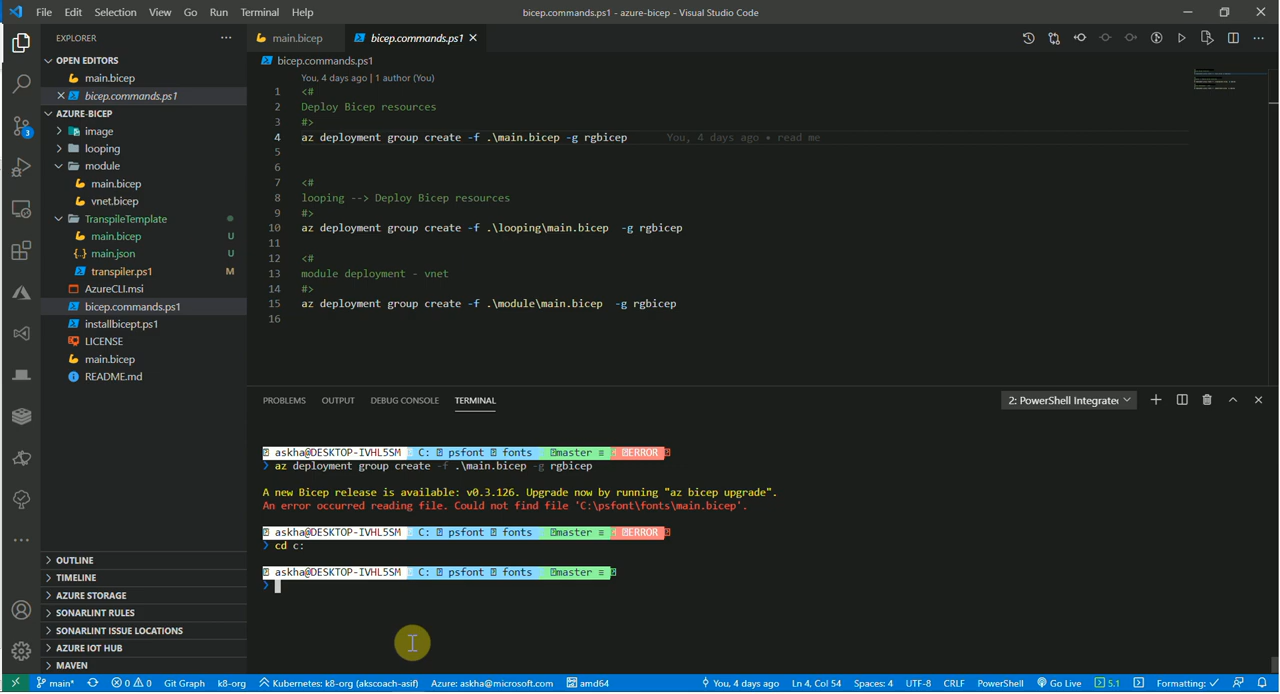 File Edit Selection View Go Run Terminal Help
bicep.commands.ps1 - azure-bicep - Visual Studio Code
EXPLORER
OPEN EDITORS
main.bicep
bicep.commands.ps1
AZURE-BICEP
image
looping
module
main.bicep
vnet.bicep
TranspileTemplate
main.bicep U
main.json U
transpiler.ps1 M
AzureCLI.msi
bicep.commands.ps1
installbicept.ps1
LICENSE
main.bicep
README.md
OUTLINE
TIMELINE
AZURE STORAGE
SONARLINT RULES
SONARLINT ISSUE LOCATIONS
AZURE IOT HUB
MAVEN
3
main.bicep bicep.commands.ps1
bicep.commands.ps1
You, 4 days ago | 1 author (You)
1 <#
2 Deploy Bicep resources
3 #>
4 az deployment group create -f .\main.bicep -g rgbicep You, 4 days ago • read me
5
6
7 <#
8 looping --> Deploy Bicep resources
9 #>
10 az deployment group create -f .\looping\main.bicep -g rgbicep
11
12 <#
13 module deployment - vnet
14 #>
15 az deployment group create -f .\module\main.bicep -g rgbicep
16
PROBLEMS OUTPUT DEBUG CONSOLE TERMINAL
2: PowerShell Integrated
askha@DESKTOP-IVHL5SM C: psfont fonts master ≡ ERROR
❯ az deployment group create -f .\main.bicep -g rgbicep
A new Bicep release is available: v0.3.126. Upgrade now by running "az bicep upgrade".
An error occurred reading file. Could not find file 'C:\psfont\fonts\main.bicep'.
askha@DESKTOP-IVHL5SM C: psfont fonts master ≡ ERROR
❯ cd c:
askha@DESKTOP-IVHL5SM C: psfont fonts master ≡
❯
main* 0 0 Git Graph k8-org Kubernetes: k8-org (akscoach-asif) Azure: askha@microsoft.com amd64 You, 4 days ago Ln 4, Col 54 Spaces: 4 UTF-8 CRLF PowerShell Go Live 5.1 Formatting: ✓